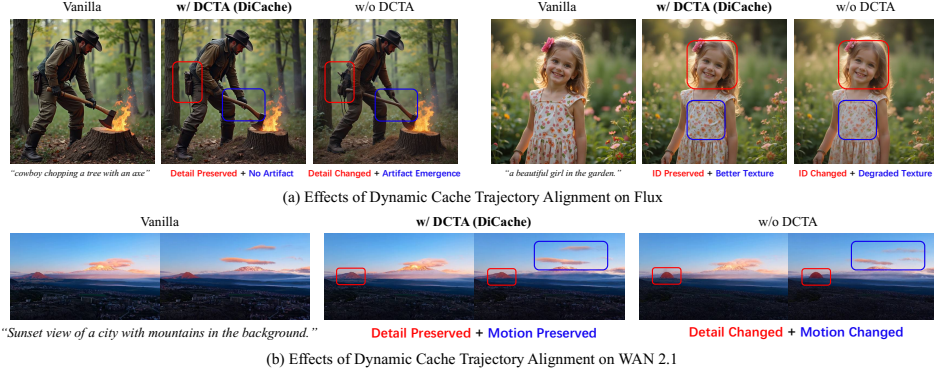 Vanilla w/ DCTA (DiCache) w/o DCTA Vanilla w/ DCTA (DiCache) w/o DCTA
"cowboy chopping a tree with an axe" Detail Preserved + No Artifact Detail Changed + Artifact Emergence "a beautiful girl in the garden." ID Preserved + Better Texture ID Changed + Degraded Texture
(a) Effects of Dynamic Cache Trajectory Alignment on Flux
Vanilla w/ DCTA (DiCache) w/o DCTA
"Sunset view of a city with mountains in the background." Detail Preserved + Motion Preserved Detail Changed + Motion Changed
(b) Effects of Dynamic Cache Trajectory Alignment on WAN 2.1